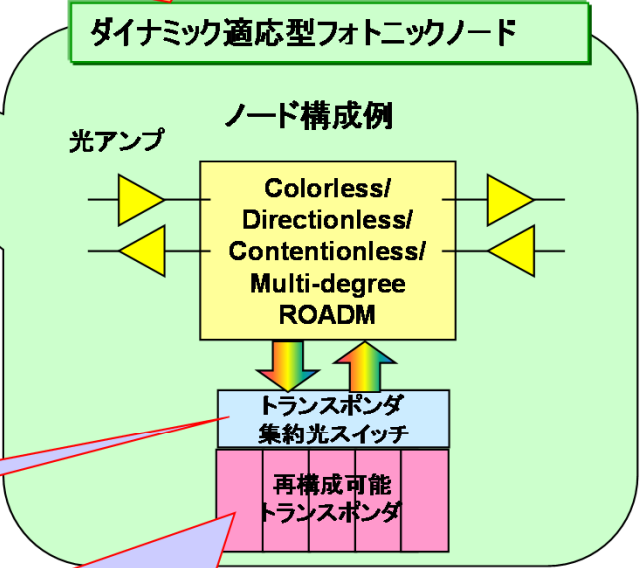 ダイナミック適応型フォトニックノード
ノード構成例
光アンプ
Colorless/
Directionless/
Contentionless/
Multi-degree
ROADM
トランスポンダ
集約光スイッチ
再構成可能
トランスポンダ